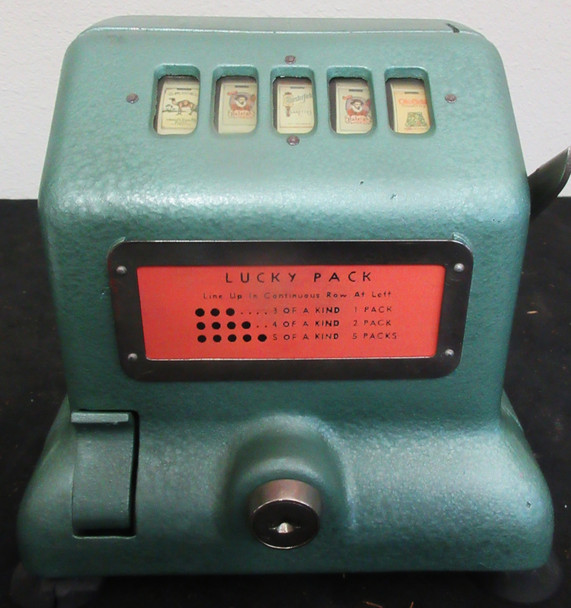 LUCKY PACK
Line Up In Continuous Row At Left
●●●....3 OF A KIND 1 PACK
●●●●..4 OF A KIND 2 PACK
●●●●● 5 OF A KIND 5 PACKS